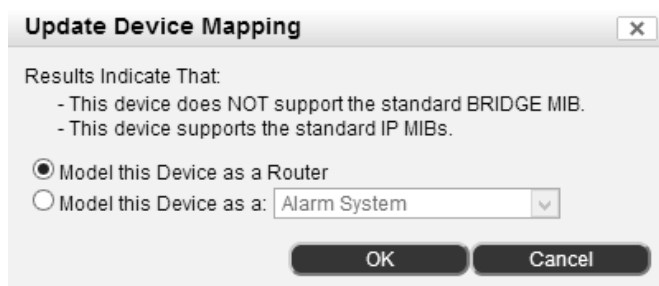 Update Device Mapping
Results Indicate That:
- This device does NOT support the standard BRIDGE MIB.
- This device supports the standard IP MIBs.
Model this Device as a Router
Model this Device as a: Alarm System
OK Cancel